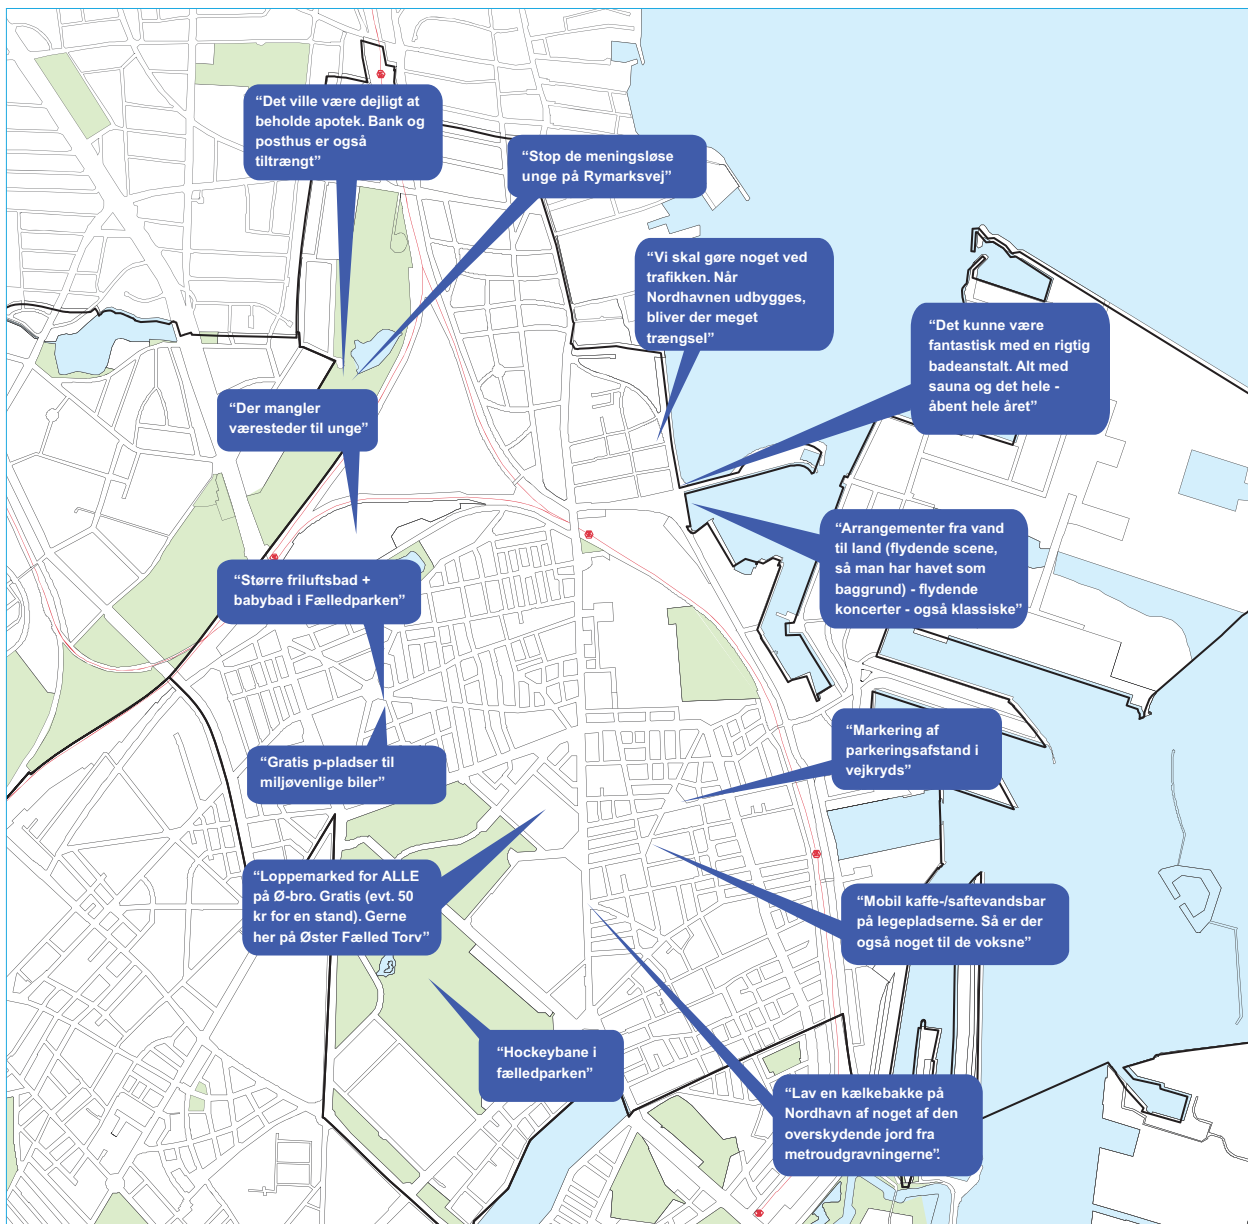 “Det ville være dejligt at
beholde apotek. Bank og
posthus er også
tiltrængt”
“Stop de meningsløse
unge på Rymarksvej”
“Vi skal gøre noget ved
trafikken. Når
Nordhavnen udbygges,
bliver der meget
trængsel”
“Det kunne være
fantastisk med en rigtig
badeanstalt. Alt med
sauna og det hele -
åbent hele året”
“Der mangler
væresteder til unge”
“Arrangementer fra vand
til land (flydende scene,
så man har havet som
baggrund) - flydende
koncerter - også klassiske”
“Større friluftsbad +
babybad i Fælledparken”
“Markering af
parkeringsafstand i
vejkryds”
“Gratis p-pladser til
miljøvenlige biler”
“Loppemarked for ALLE
på Ø-bro. Gratis (evt. 50
kr for en stand). Gerne
her på Øster Fælled Torv”
“Mobil kaffe-/saftevandsbar
på legepladserne. Så er der
også noget til de voksne”
“Hockeybane i
fælledparken”
“Lav en kælkebakke på
Nordhavn af noget af den
overskydende jord fra
metroudgravningerne”.